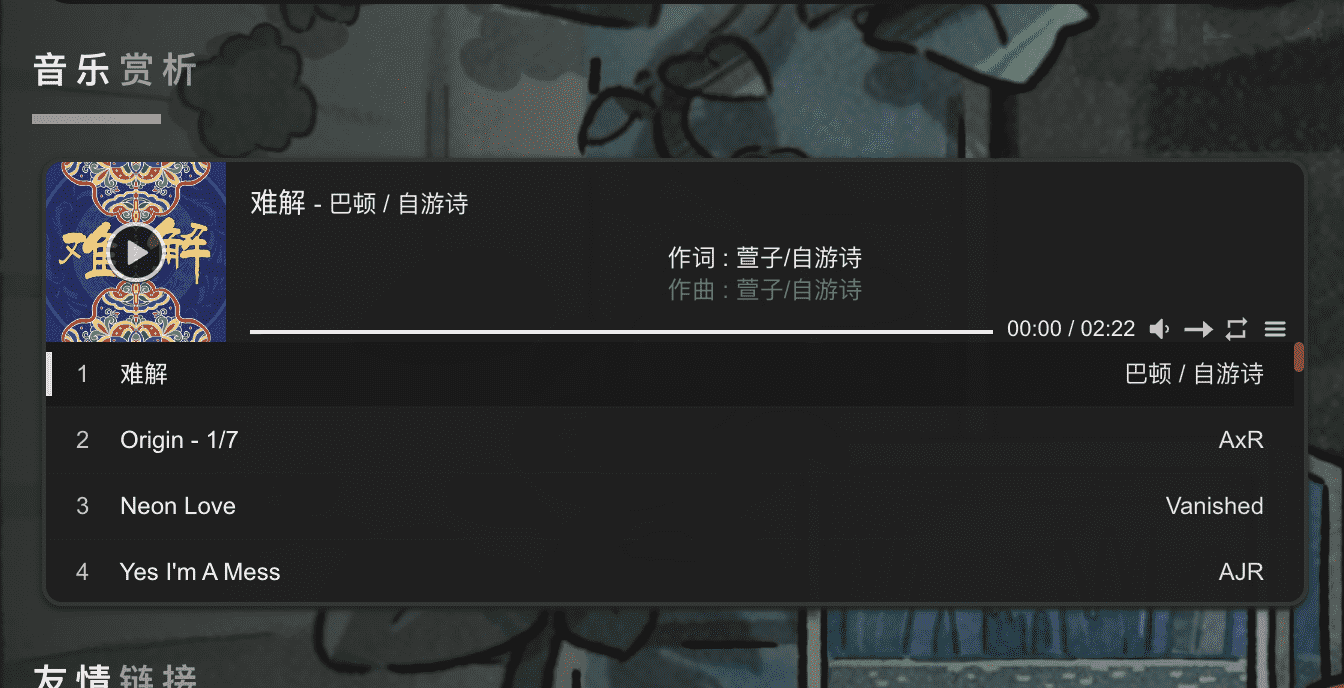 音乐赏析
难解
难解 - 巴顿 / 自游诗
作词 : 萱子/自游诗
作曲 : 萱子/自游诗
00:00 / 02:22
1 难解 巴顿 / 自游诗
2 Origin - 1/7 AxR
3 Neon Love Vanished
4 Yes I'm A Mess AJR
友情链接